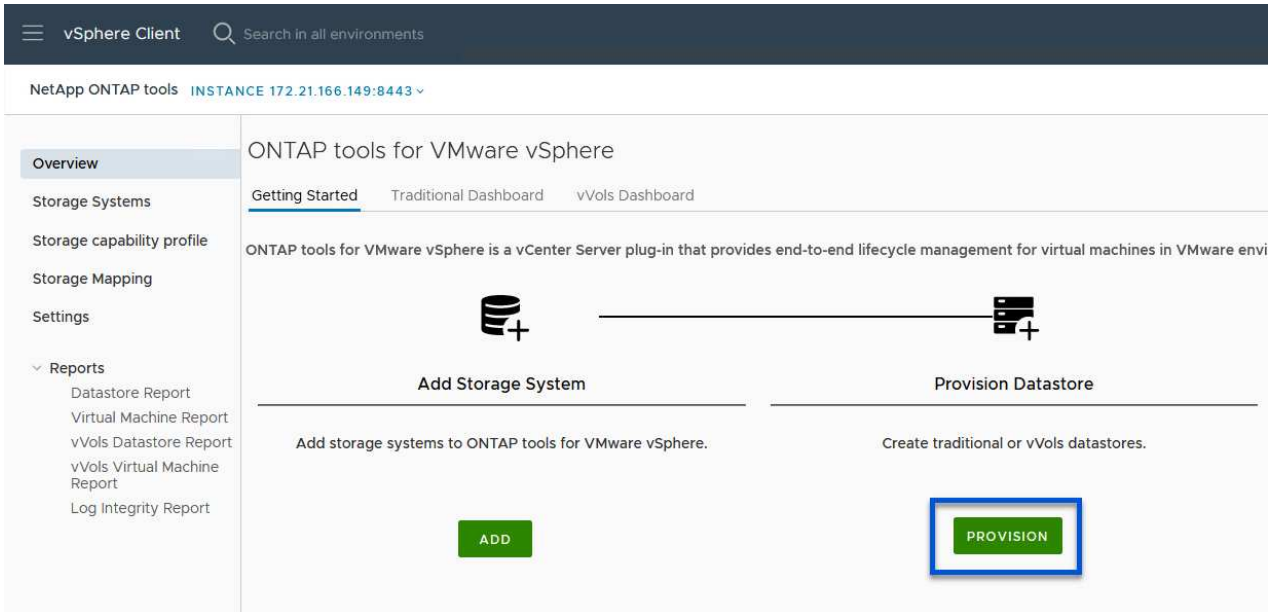 vSphere Client
Search in all environments
NetApp ONTAP tools INSTANCE 172.21.166.149:8443
Overview
Storage Systems
Storage capability profile
Storage Mapping
Settings
Reports
Datastore Report
Virtual Machine Report
vVols Datastore Report
vVols Virtual Machine
Report
Log Integrity Report
ONTAP tools for VMware vSphere
Getting Started Traditional Dashboard vVols Dashboard
ONTAP tools for VMware vSphere is a vCenter Server plug-in that provides end-to-end lifecycle management for virtual machines in VMware envi
Add Storage System
Add storage systems to ONTAP tools for VMware vSphere.
ADD
Provision Datastore
Create traditional or vVols datastores.
PROVISION